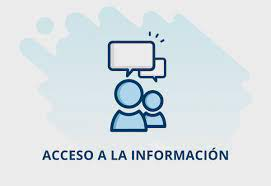 ACCESO A LA INFORMACIÓN